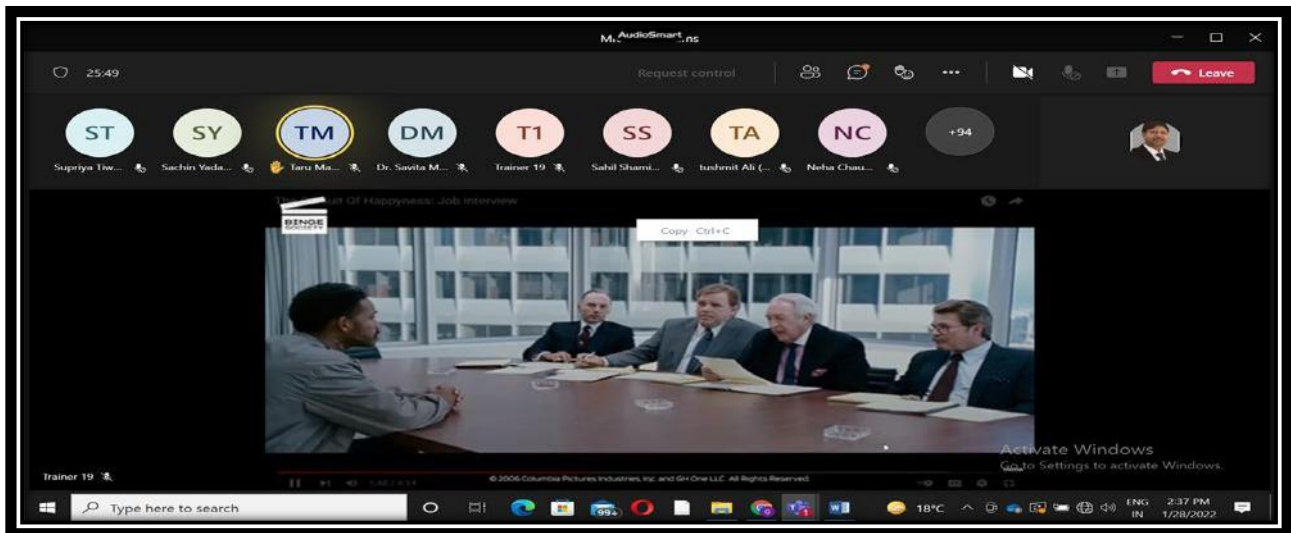 AudioSmart
25:49
Request control
Leave
ST
SY
TM
DM
T1
SS
TA
NC
+94
Supriya Tiw...
Sachin Yada...
Taru Ma...
Dr. Savita M...
Trainer 19
Sahil Shami...
tushmit Ali (...
Neha Chau...
Of Happyness: Job interview
BINGE
SOCIETY
Copy Ctrl+C
Activate Windows
Go to Settings to activate Windows.
Trainer 19
© 2006 Columbia Pictures Industries, Inc. and GH One LLC. All Rights Reserved.
Type here to search
99+
18°C
ENG
IN
2:37 PM
1/28/2022